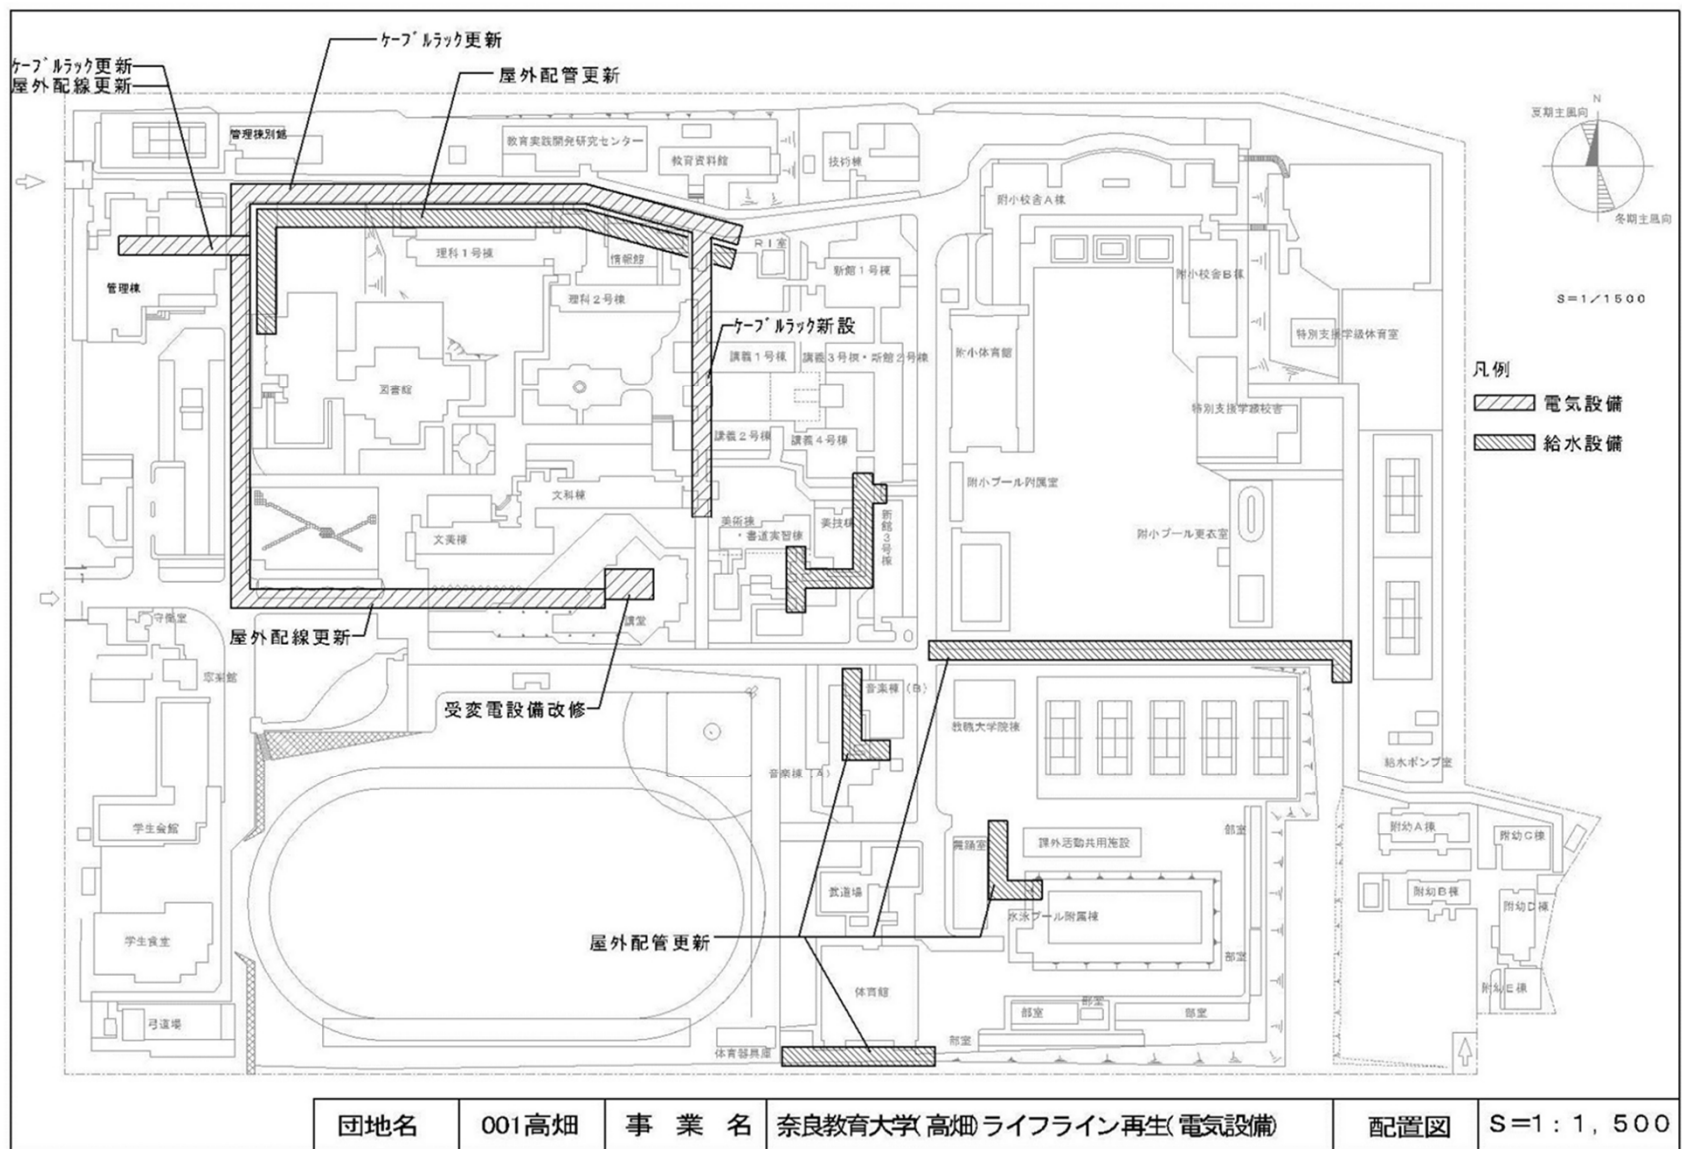 ケーブルラック更新
ケーブルラック更新
屋外配線更新
屋外配管更新
N
夏期主風向
冬期主風向
S=1/1500
管理棟別館
教育実践開発研究センター
教育資料館
技術棟
附小校舎A棟
管理棟
理科1号棟
情報館
RI室
新館1号棟
附小校舎B棟
理科2号棟
ケーブルラック新設
特別支援学級体育室
講義1号棟
講義3号棟・新館2号棟
附小体育館
図書館
凡例
電気設備
給水設備
特別支援学級校舎
講義2号棟
講義4号棟
文科棟
附小プール附属室
美術棟
・書道実習棟
美技棟
新館3号棟
附小プール更衣室
文美棟
守衛室
講堂
屋外配線更新
寧楽館
受変電設備改修
音楽棟(B)
教職大学院棟
音楽棟(A)
給水ポンプ室
学生会館
部室
附幼A棟
附幼C棟
舞踊室
課外活動共用施設
武道場
附幼B棟
附幼D棟
水泳プール附属棟
学生食堂
屋外配管更新
部室
体育館
附幼E棟
弓道場
部室
部室
部室
部室
体育器具庫
団地名
001高畑
事業名
奈良教育大学(高畑)ライフライン再生(電気設備)
配置図
S=1:1,500